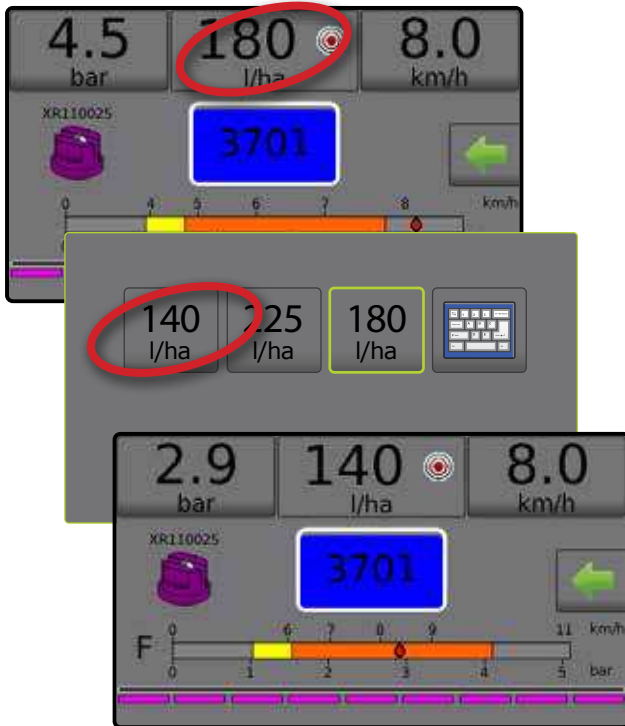 4.5 180 8.0
bar l/ha km/h
XR110025
3701
0 4 5 6 7 8 km/h
140 225 180
l/ha l/ha l/ha
2.9 140 8.0
bar l/ha km/h
XR110025
3701
0 6 7 8 9 11 km/h
F
0 1 2 3 4 5 bar